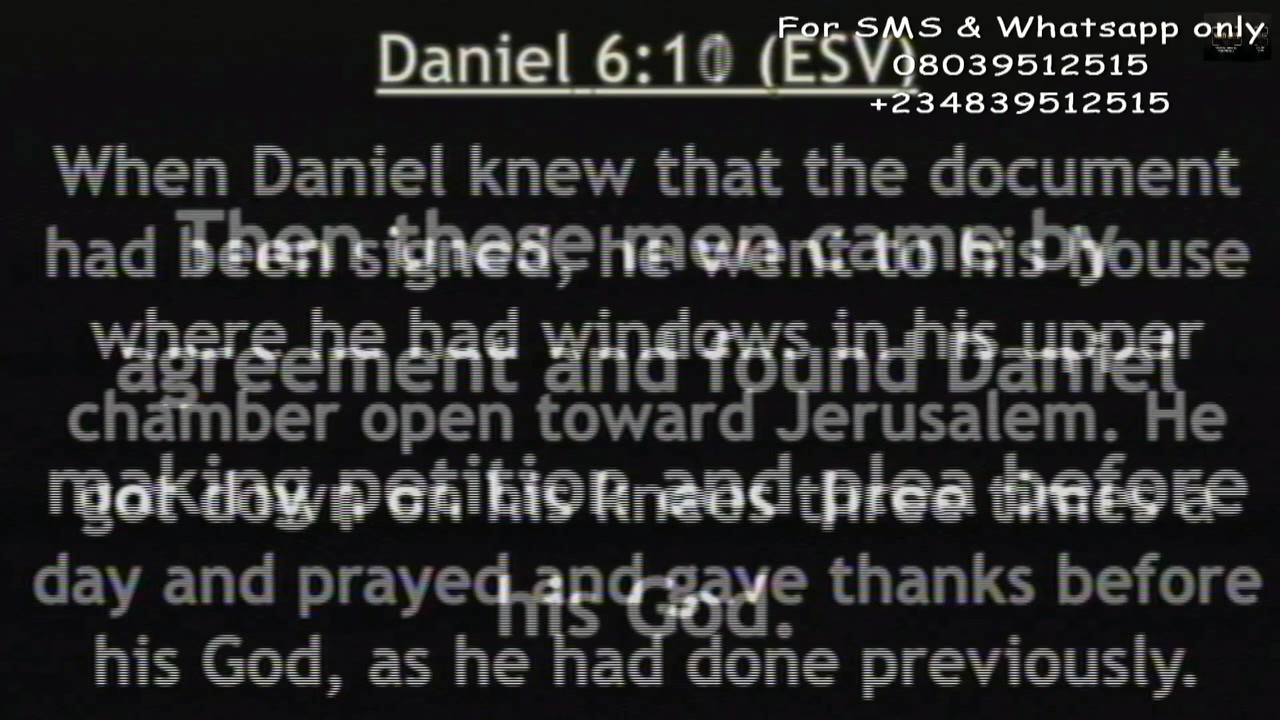 For SMS & Whatsapp only
08039512515
+234839512515
Daniel 6:10 (ESV)
When Daniel knew that the document
had been signed, he went to his house
where he had windows in his upper
chamber open toward Jerusalem. He
got down on his knees three times a
day and prayed and gave thanks before
his God, as he had done previously.
Then these men came by
agreement and found Daniel
making petition and plea before
his God.